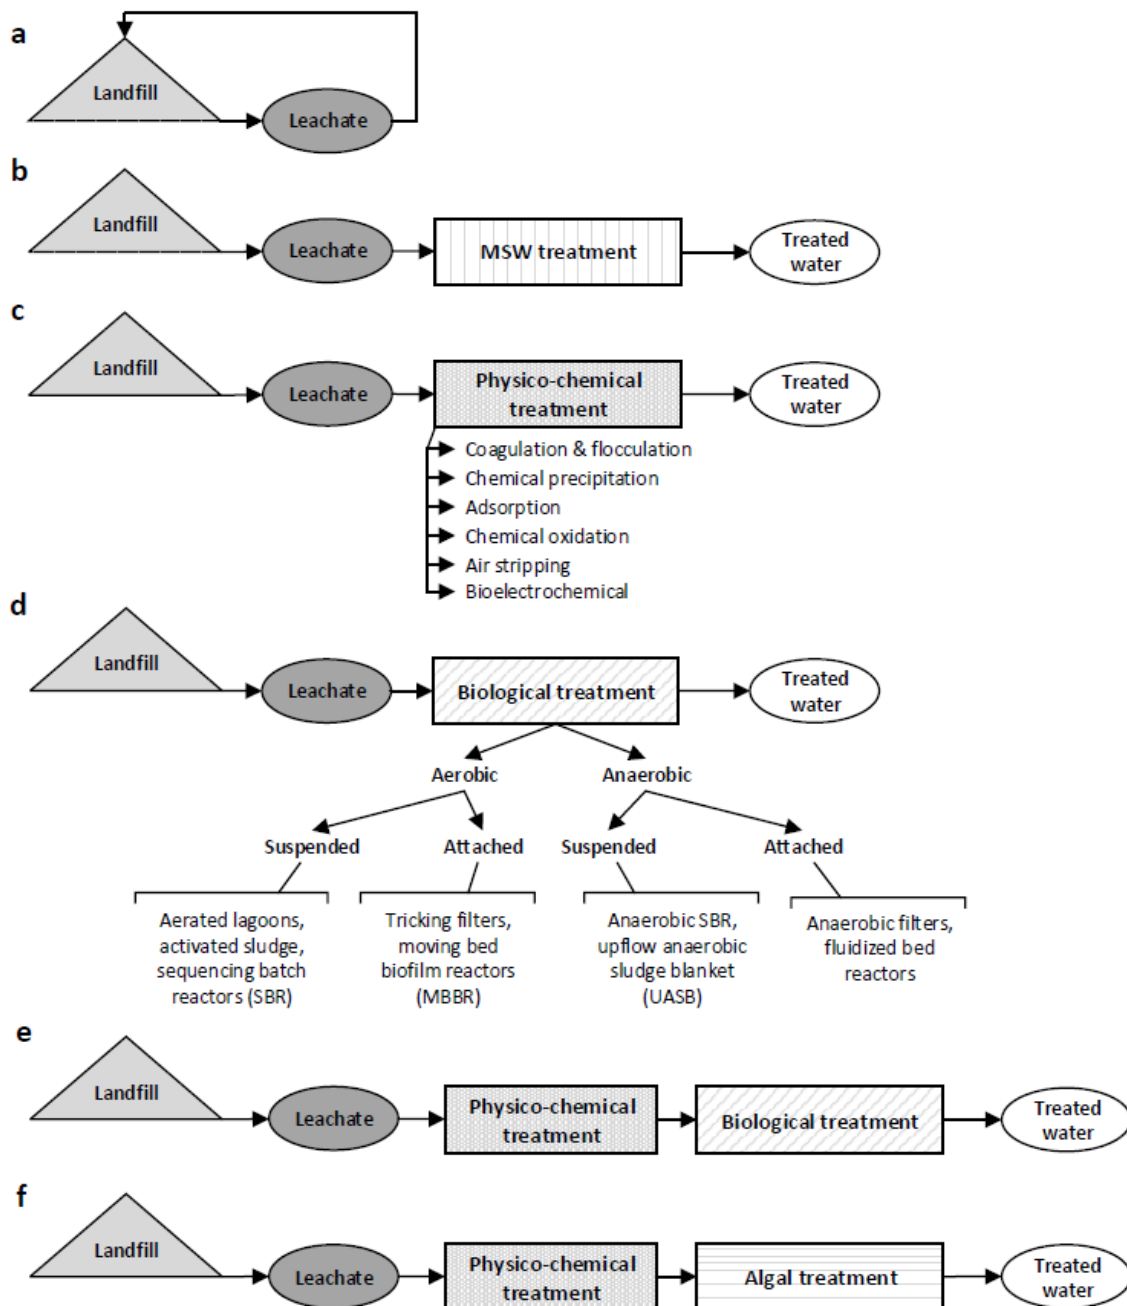 a
Landfill
Leachate
b
Landfill
Leachate
MSW treatment
Treated
water
c
Landfill
Leachate
Physico-chemical
treatment
Treated
water
Coagulation & flocculation
Chemical precipitation
Adsorption
Chemical oxidation
Air stripping
Bioelectrochemical
d
Landfill
Leachate
Biological treatment
Treated
water
Aerobic
Anaerobic
Suspended
Attached
Suspended
Attached
Aerated lagoons,
activated sludge,
sequencing batch
reactors (SBR)
Tricking filters,
moving bed
biofilm reactors
(MBBR)
Anaerobic SBR,
upflow anaerobic
sludge blanket
(UASB)
Anaerobic filters,
fluidized bed
reactors
e
Landfill
Leachate
Physico-chemical
treatment
Biological treatment
Treated
water
f
Landfill
Leachate
Physico-chemical
treatment
Algal treatment
Treated
water